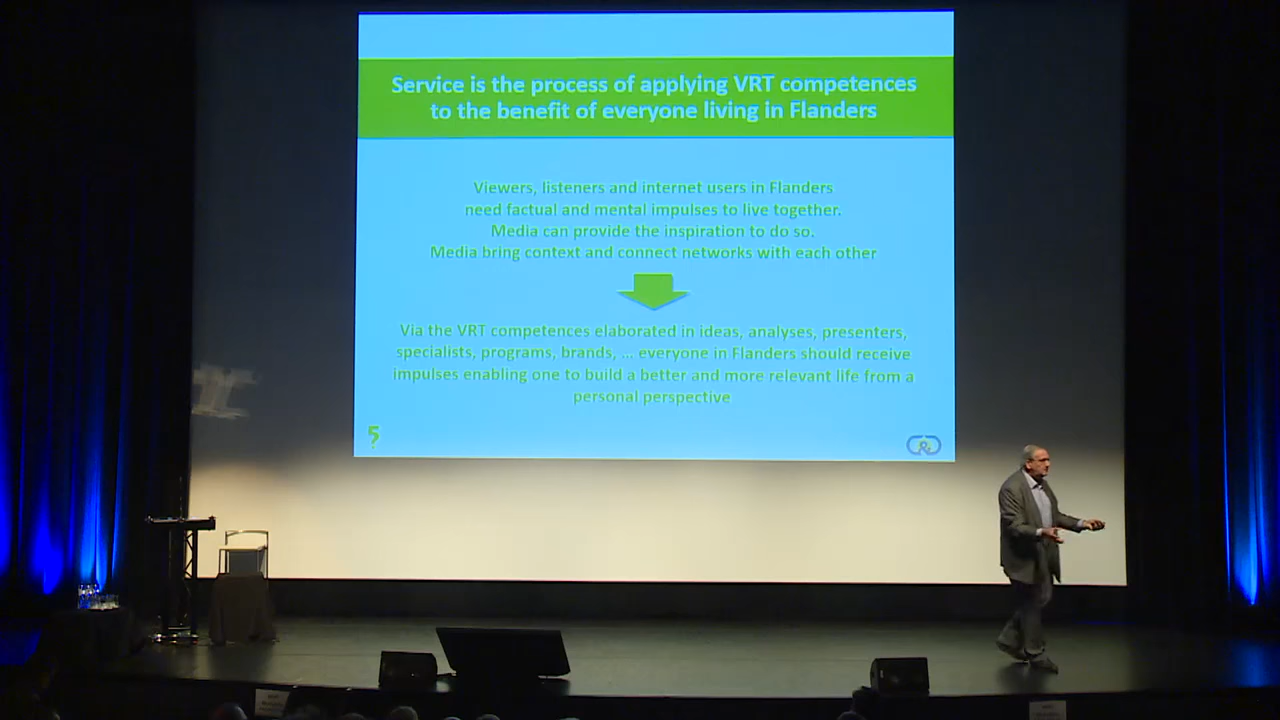 Service is the process of applying VRT competences
to the benefit of everyone living in Flanders
Viewers, listeners and internet users in Flanders
need factual and mental impulses to live together.
Media can provide the inspiration to do so.
Media bring context and connect networks with each other
Via the VRT competences elaborated in ideas, analyses, presenters,
specialists, programs, brands, ... everyone in Flanders should receive
impulses enabling one to build a better and more relevant life from a
personal perspective